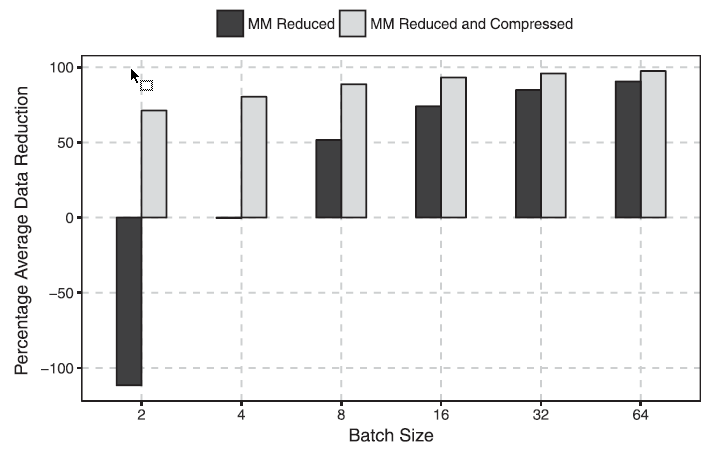 MM Reduced MM Reduced and Compressed
Percentage Average Data Reduction
100
50
0
−50
−100
2 4 8 16 32 64
Batch Size